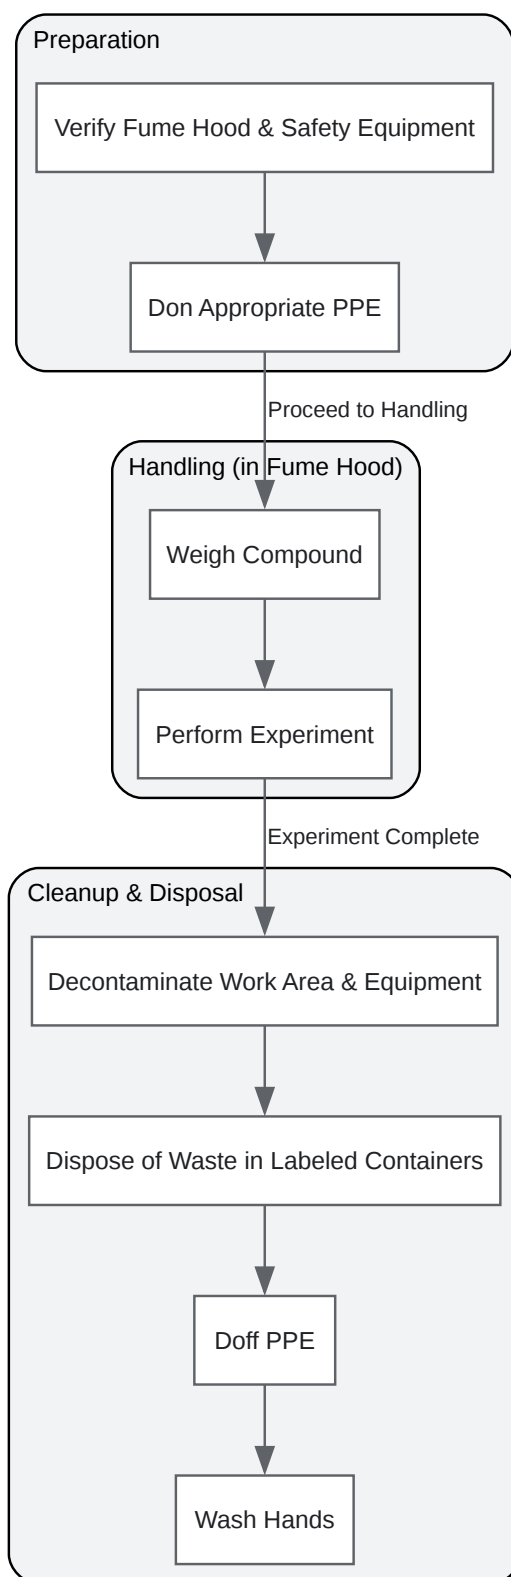 Preparation
Verify Fume Hood & Safety Equipment
Don Appropriate PPE
Proceed to Handling
Handling (in Fume Hood)
Weigh Compound
Perform Experiment
Experiment Complete
Cleanup & Disposal
Decontaminate Work Area & Equipment
Dispose of Waste in Labeled Containers
Doff PPE
Wash Hands